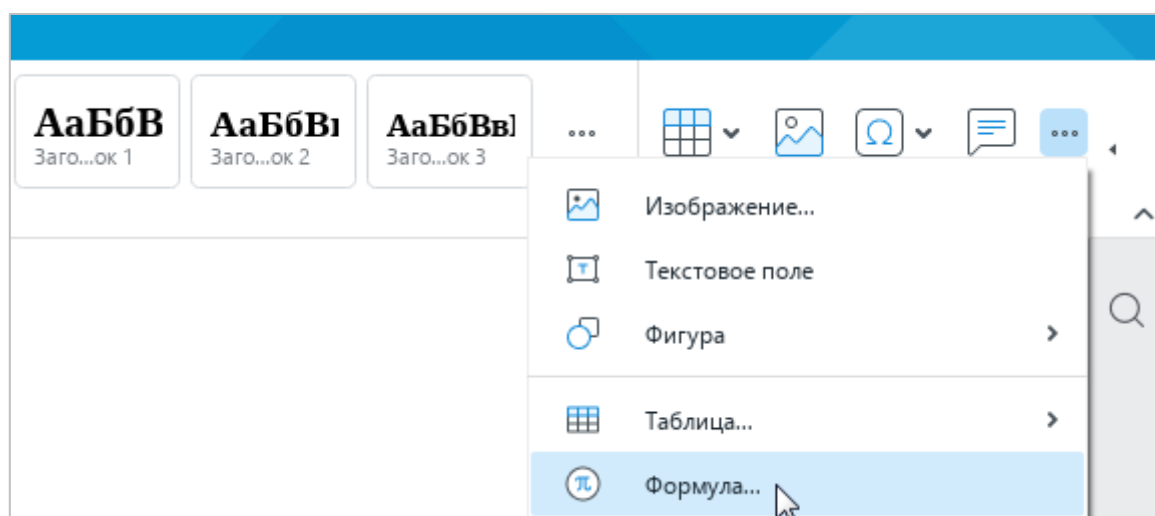 АаБбВ АаБбВ АаБбВв
Заго...ок 1 Заго...ок 2 Заго...ок 3
Изображение...
Текстовое поле
Фигура
Таблица...
Формула...